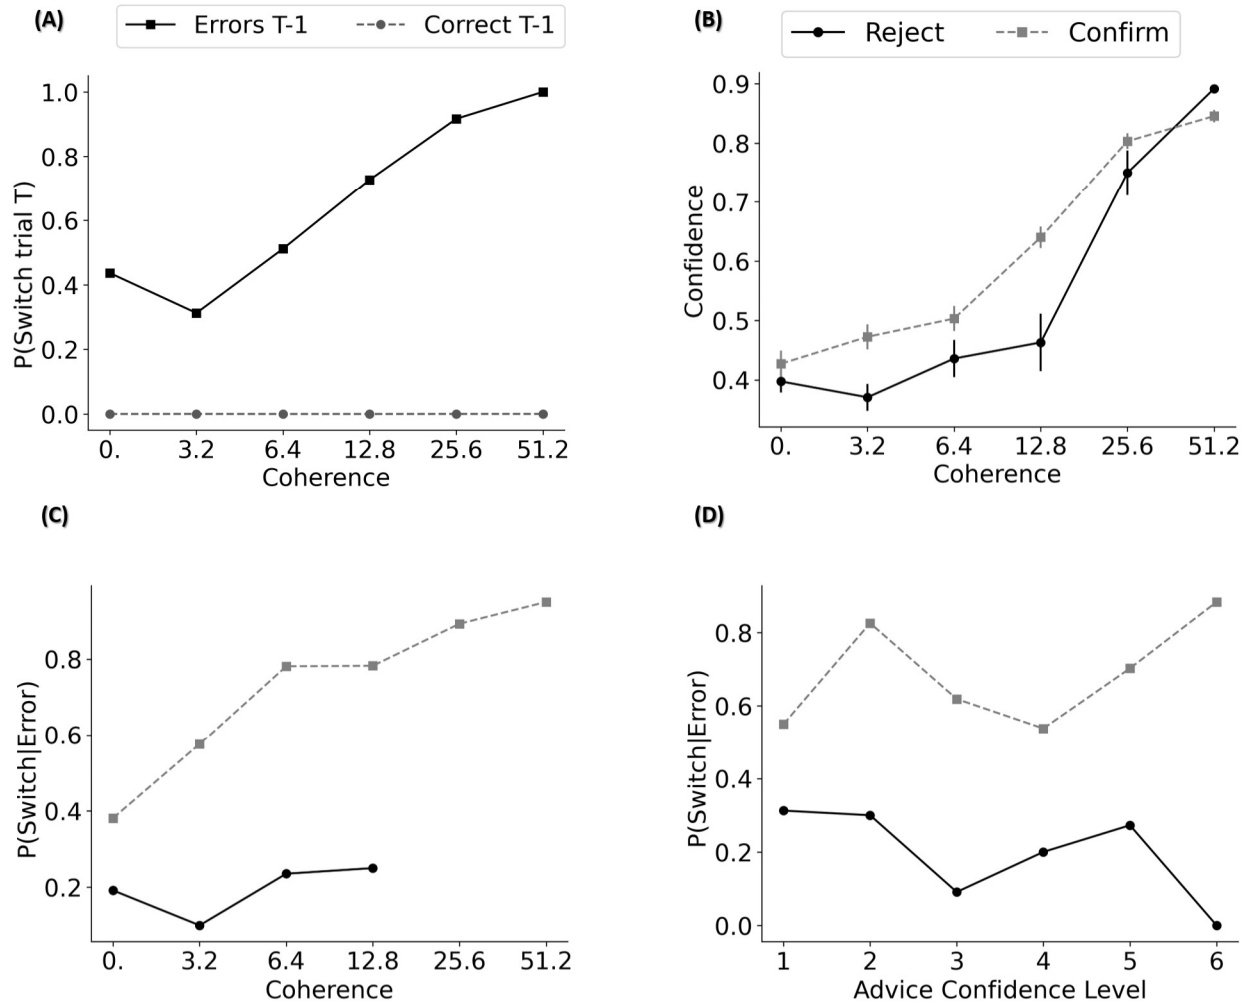 (A)
Errors T-1
Correct T-1
1.0
0.8
0.6
0.4
0.2
0.0
P(Switch trial T)
0. 3.2 6.4 12.8 25.6 51.2
Coherence
(B)
Reject
Confirm
0.9
0.8
0.7
0.6
0.5
0.4
Confidence
0. 3.2 6.4 12.8 25.6 51.2
Coherence
(C)
0.8
0.6
0.4
0.2
P(Switch|Error)
0. 3.2 6.4 12.8 25.6 51.2
Coherence
(D)
0.8
0.6
0.4
0.2
0.0
P(Switch|Error)
1 2 3 4 5 6
Advice Confidence Level